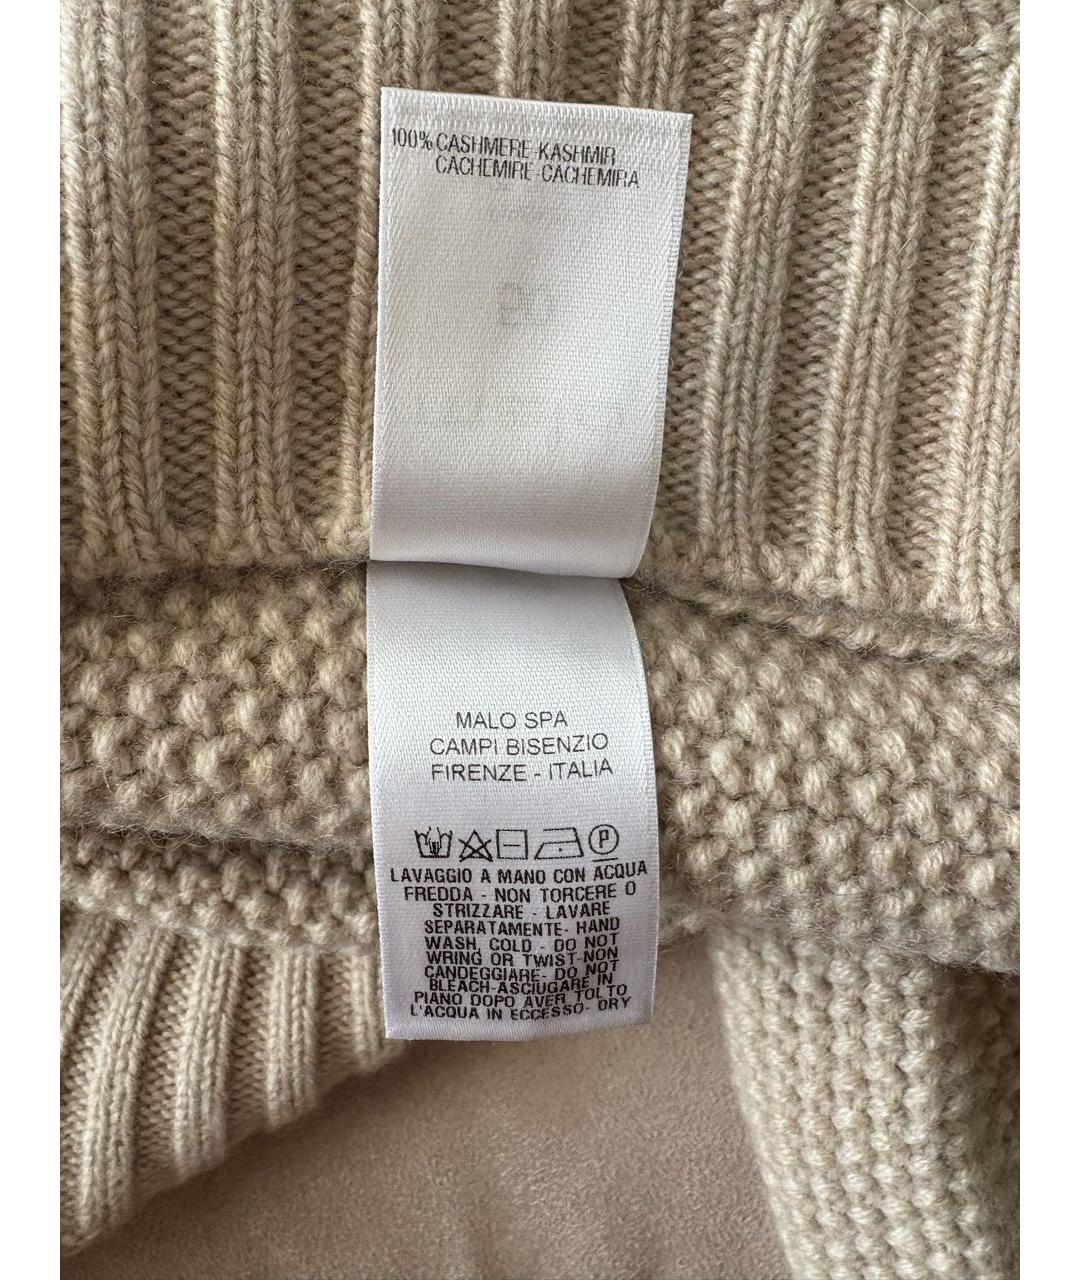 100% CASHMERE-KASHMIR
CACHEMIRE-CACHEMIRA
MALO SPA
CAMPI BISENZIO
FIRENZE - ITALIA
P
LAVAGGIO A MANO CON ACQUA
FREDDA - NON TORCERE O
STRIZZARE - LAVARE
SEPARATAMENTE- HAND
WASH, COLD - DO NOT
WRING OR TWIST-NON
CANDEGGIARE- DO NOT
BLEACH-ASCIUGARE IN
PIANO DOPO AVER TOLTO
L'ACQUA IN ECCESSO- DRY